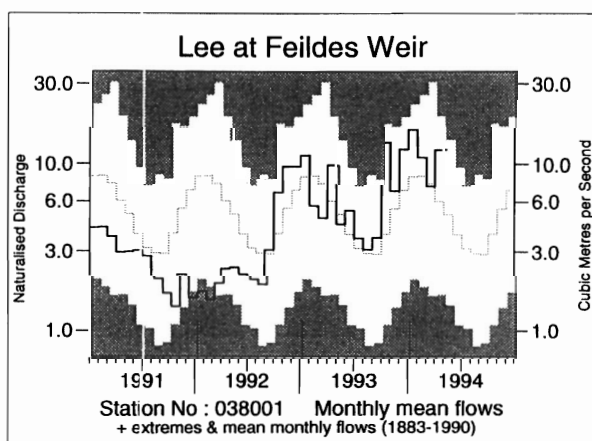 Lee at Feildes Weir
Naturalised Discharge
30.0
10.0
6.0
3.0
1.0
30.0
10.0
6.0
3.0
1.0
Cubic Metres per Second
1991 1992 1993 1994
Station No : 038001 Monthly mean flows
+ extremes & mean monthly flows (1883-1990)